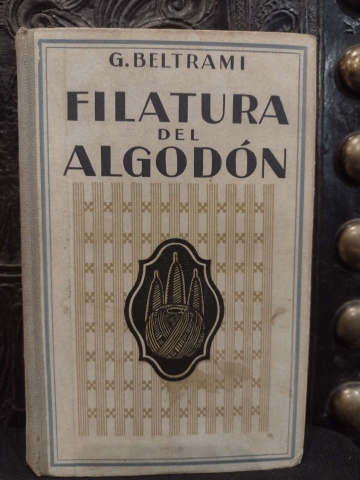 G. BELTRAMI
FILATURA
DEL
ALGODÓN